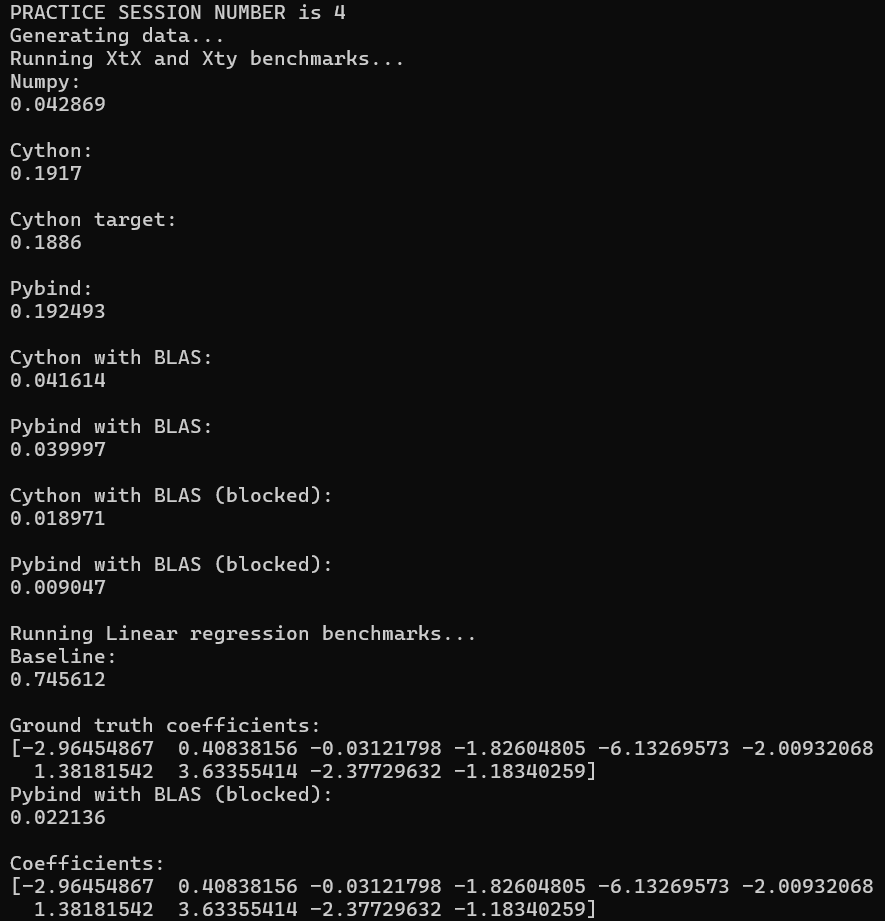 PRACTICE SESSION NUMBER is 4
Generating data...
Running XtX and Xty benchmarks...
Numpy:
0.042869
Cython:
0.1917
Cython target:
0.1886
Pybind:
0.192493
Cython with BLAS:
0.041614
Pybind with BLAS:
0.039997
Cython with BLAS (blocked):
0.018971
Pybind with BLAS (blocked):
0.009047
Running Linear regression benchmarks...
Baseline:
0.745612
Ground truth coefficients:
[-2.96454867  0.40838156 -0.03121798 -1.82604805 -6.13269573 -2.00932068
  1.38181542  3.63355414 -2.37729632 -1.18340259]
Pybind with BLAS (blocked):
0.022136
Coefficients:
[-2.96454867  0.40838156 -0.03121798 -1.82604805 -6.13269573 -2.00932068
  1.38181542  3.63355414 -2.37729632 -1.18340259]